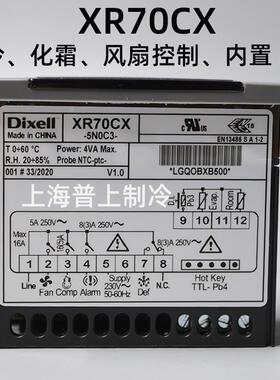 XR70CX
令、化霜、风扇控制、内置
Dixell
Made in CHINA
XR70CX
-5N0C3-
T 0÷60 °C
Power: 4VA Max.
R.H. 20÷85%
Probe NTC-ptc-
001 # 33/2020
V1.0
EN13486 S A 1-2
*LGQOBXB500*
上海普上制冷
D.I.
Pb3
Evap.
Room
9 10 11 12
Max
16A
5A 250V~
8(3)A 250V~
16(5)A
8(3)A 250V~
1 2 3 4 5 6 7 8
Line
Fan Comp Alarm
Supply
230V~
50-60Hz
Def
N.C.
Hot Key
TTL- Pb4